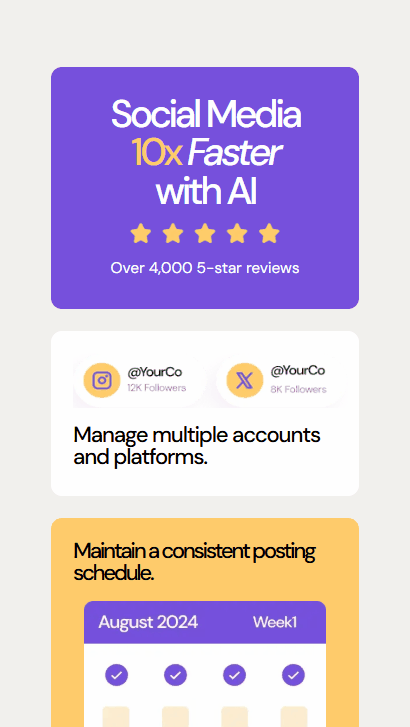 Social Media
10x Faster
with AI
Over 4,000 5-star reviews
@YourCo
12K Followers
@YourCo
8K Followers
Manage multiple accounts
and platforms.
Maintain a consistent posting
schedule.
August 2024 Week1